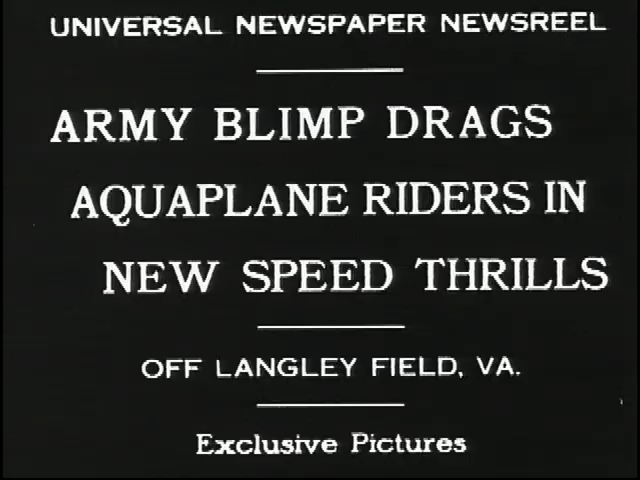 UNIVERSAL NEWSPAPER NEWSREEL
ARMY BLIMP DRAGS
AQUAPLANE RIDERS IN
NEW SPEED THRILLS
OFF LANGLEY FIELD, VA.
Exclusive Pictures